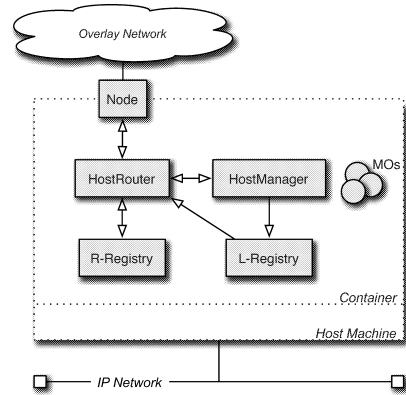 Overlay Network
Node
HostRouter
HostManager
MOs
R-Registry
L-Registry
Container
Host Machine
IP Network